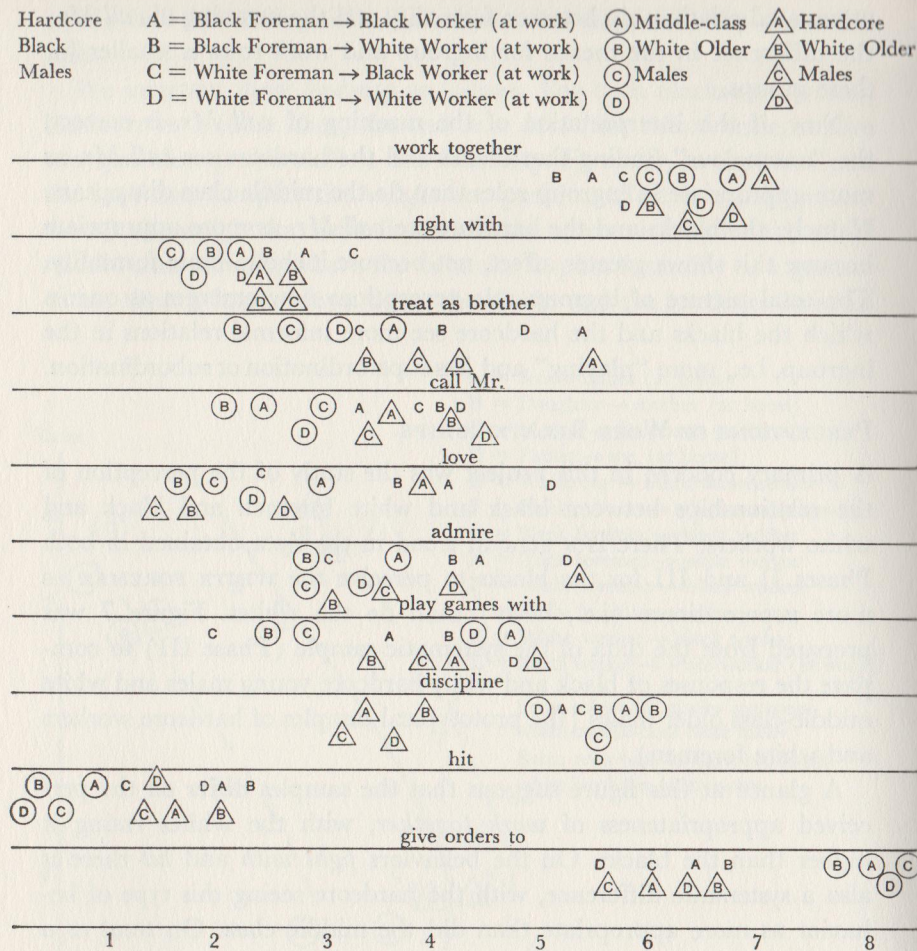 Hardcore A = Black Foreman → Black Worker (at work) Ⓐ Middle-class A Hardcore
Black B = Black Foreman → White Worker (at work) Ⓑ White Older B White Older
Males C = White Foreman → Black Worker (at work) Ⓒ Males C Males
D = White Foreman → White Worker (at work) Ⓓ D
work together
B A C Ⓒ Ⓑ Ⓐ A
D B Ⓓ D
C
fight with
Ⓒ Ⓑ Ⓐ B A C
Ⓓ D A B
D C
treat as brother
Ⓑ Ⓒ Ⓓ C Ⓐ B D A
B C D A
call Mr.
Ⓑ Ⓐ Ⓒ A A C B D
Ⓓ C B D
love
Ⓑ Ⓒ C Ⓓ Ⓐ B A A D
C B D
admire
Ⓑ C Ⓐ B A D
Ⓒ B Ⓓ C D A
play games with
C Ⓑ Ⓒ A B Ⓓ Ⓐ
B C A D D
discipline
A B Ⓓ A C B Ⓐ Ⓑ
C D Ⓒ
D
hit
Ⓑ Ⓐ D D A B
Ⓓ Ⓒ C A B
give orders to
D C A B Ⓑ Ⓐ Ⓒ
C A D B Ⓓ
1 2 3 4 5 6 7 8